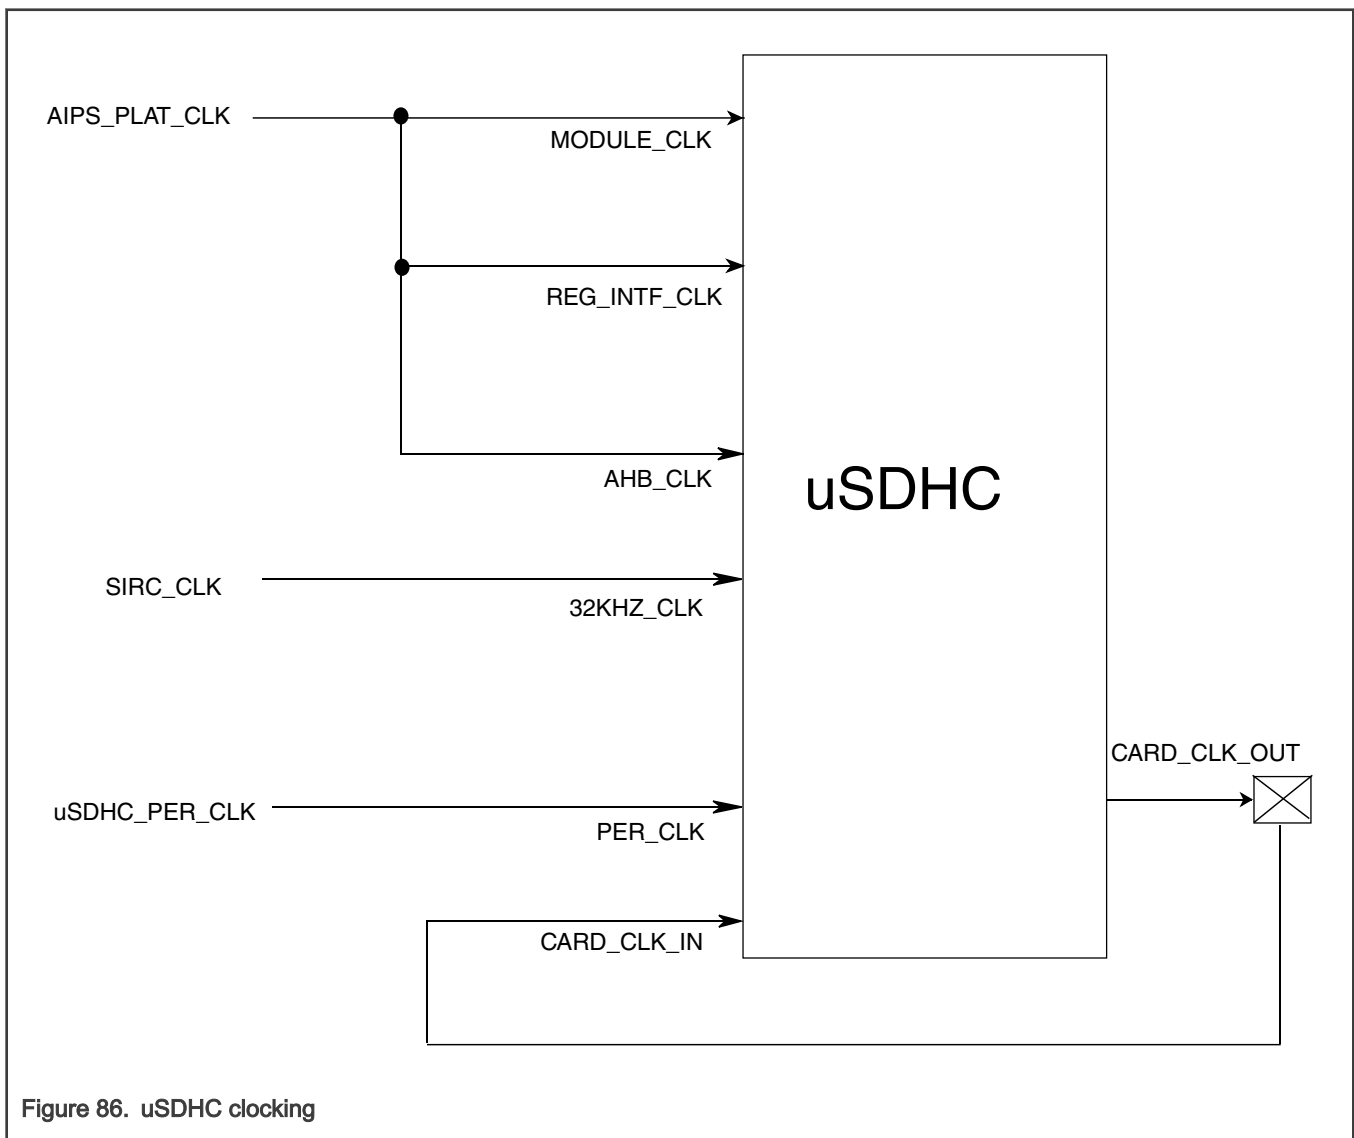 AIPS_PLAT_CLK
MODULE_CLK
REG_INTF_CLK
AHB_CLK
uSDHC
SIRC_CLK
32KHZ_CLK
CARD_CLK_OUT
uSDHC_PER_CLK
PER_CLK
CARD_CLK_IN
Figure 86. uSDHC clocking